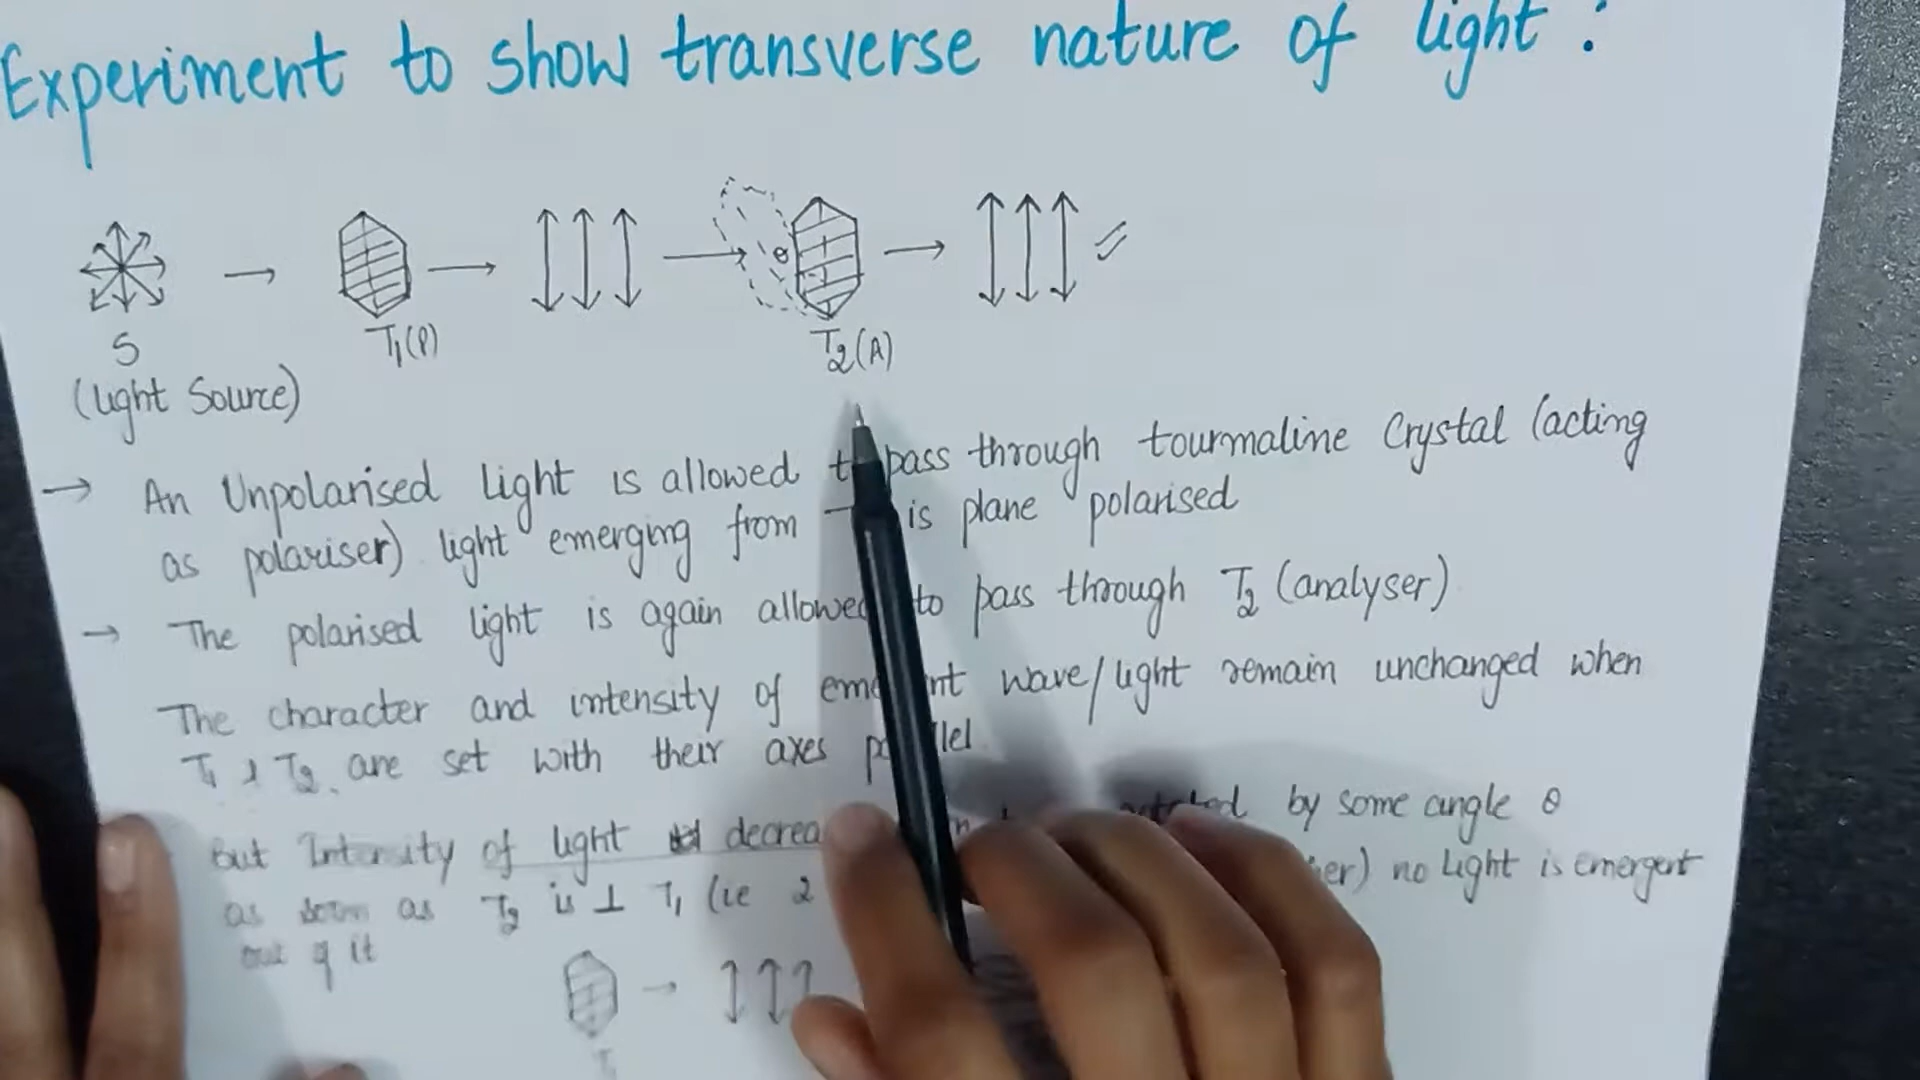 Experiment to show transverse nature of light :
θ
S
T1(P)
T2(A)
(light Source)
→ An Unpolarised light is allowed pass through tourmaline Crystal (acting
as polariser) light emerging from is plane polarised
→ The polarised light is again allowed to pass through T2 (analyser)
The character and intensity of wave/light remain unchanged when
T1 & T2 are set with their axes
But Intensity of light by some angle θ
as soon as T2 is ⊥ T1 (ie 2 no light is emergent
out of it